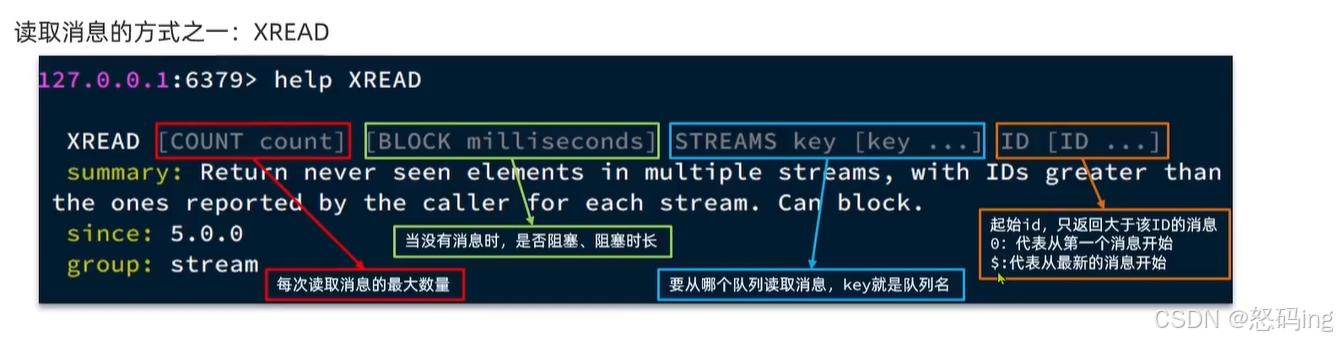 读取消息的方式之一：XREAD
127.0.0.1:6379> help XREAD
XREAD [COUNT count] [BLOCK milliseconds] STREAMS key [key ...] ID [ID ...]
summary: Return never seen elements in multiple streams, with IDs greater than
the ones reported by the caller for each stream. Can block.
since: 5.0.0
group: stream
当没有消息时，是否阻塞、阻塞时长
起始id，只返回大于该ID的消息
0：代表从第一个消息开始
$:代表从最新的消息开始
每次读取消息的最大数量
要从哪个队列读取消息，key就是队列名
CSDN @怒码ing